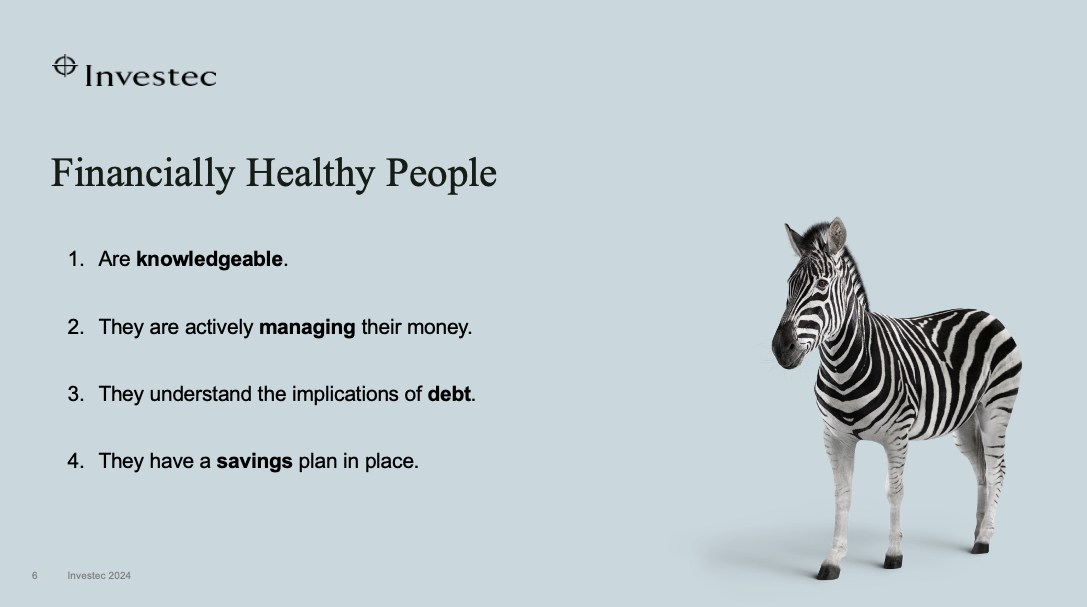 Investec
Financially Healthy People
1. Are knowledgeable.
2. They are actively managing their money.
3. They understand the implications of debt.
4. They have a savings plan in place.
6 Investec 2024